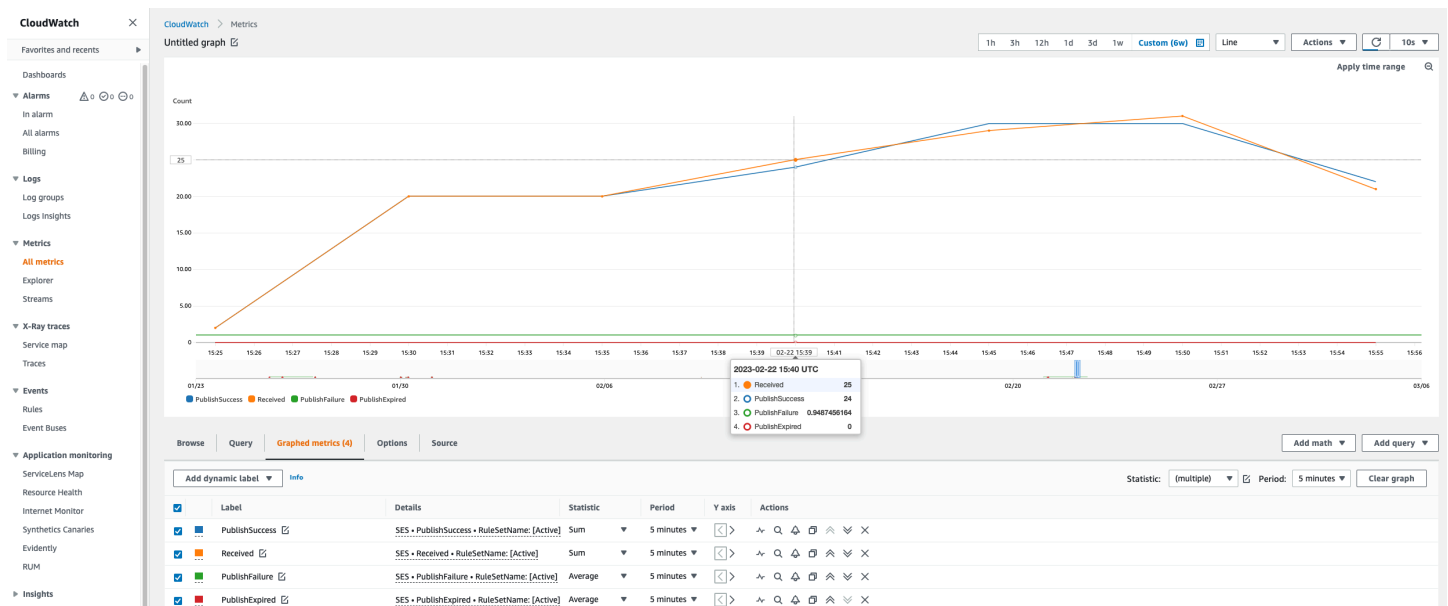 CloudWatch
Favorites and recents
Dashboards
Alarms 0 0 0
In alarm
All alarms
Billing
Logs
Log groups
Logs Insights
Metrics
All metrics
Explorer
Streams
X-Ray traces
Service map
Traces
Events
Rules
Event Buses
Application monitoring
ServiceLens Map
Resource Health
Internet Monitor
Synthetics Canaries
Evidently
RUM
Insights
CloudWatch > Metrics
Untitled graph
1h 3h 12h 1d 3d 1w Custom (6w) Line Actions 10s
Apply time range
Count
30.00
25
20.00
15.00
10.00
5.00
0
15:25 15:26 15:27 15:28 15:29 15:30 15:31 15:32 15:33 15:34 15:35 15:36 15:37 15:38 15:39 02-22 15:39 15:41 15:42 15:43 15:44 15:45 15:46 15:47 15:48 15:49 15:50 15:51 15:52 15:53 15:54 15:55 15:56
01/23 01/30 02/06 02/20 02/27 03/06
PublishSuccess Received PublishFailure PublishExpired
2023-02-22 15:40 UTC
1. Received 25
2. PublishSuccess 24
3. PublishFailure 0.9487456164
4. PublishExpired 0
Browse Query Graphed metrics (4) Options Source Add math Add query
Add dynamic label Info Statistic: (multiple) Period: 5 minutes Clear graph
Label Details Statistic Period Y axis Actions
PublishSuccess SES • PublishSuccess • RuleSetName: [Active] Sum 5 minutes
Received SES • Received • RuleSetName: [Active] Sum 5 minutes
PublishFailure SES • PublishFailure • RuleSetName: [Active] Average 5 minutes
PublishExpired SES • PublishExpired • RuleSetName: [Active] Average 5 minutes